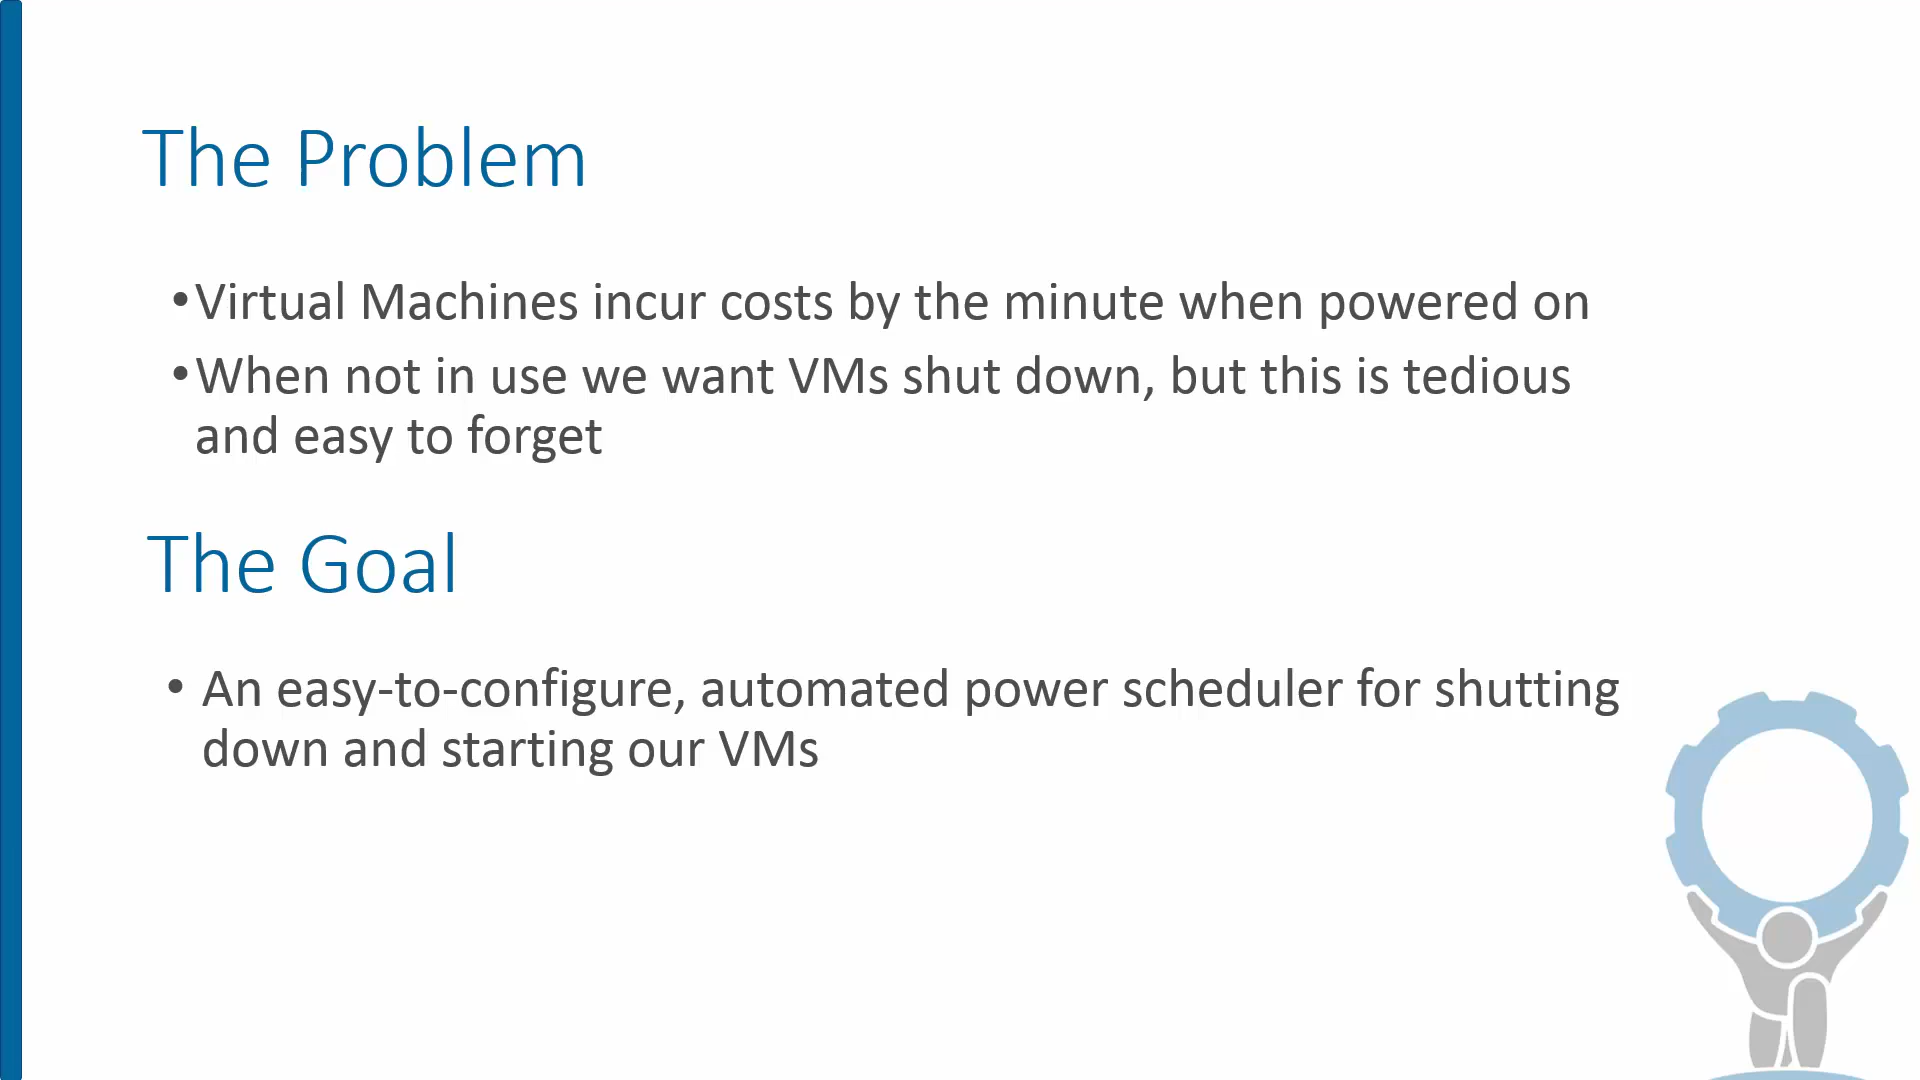 The Problem
•Virtual Machines incur costs by the minute when powered on
•When not in use we want VMs shut down, but this is tedious
and easy to forget
The Goal
• An easy-to-configure, automated power scheduler for shutting
down and starting our VMs